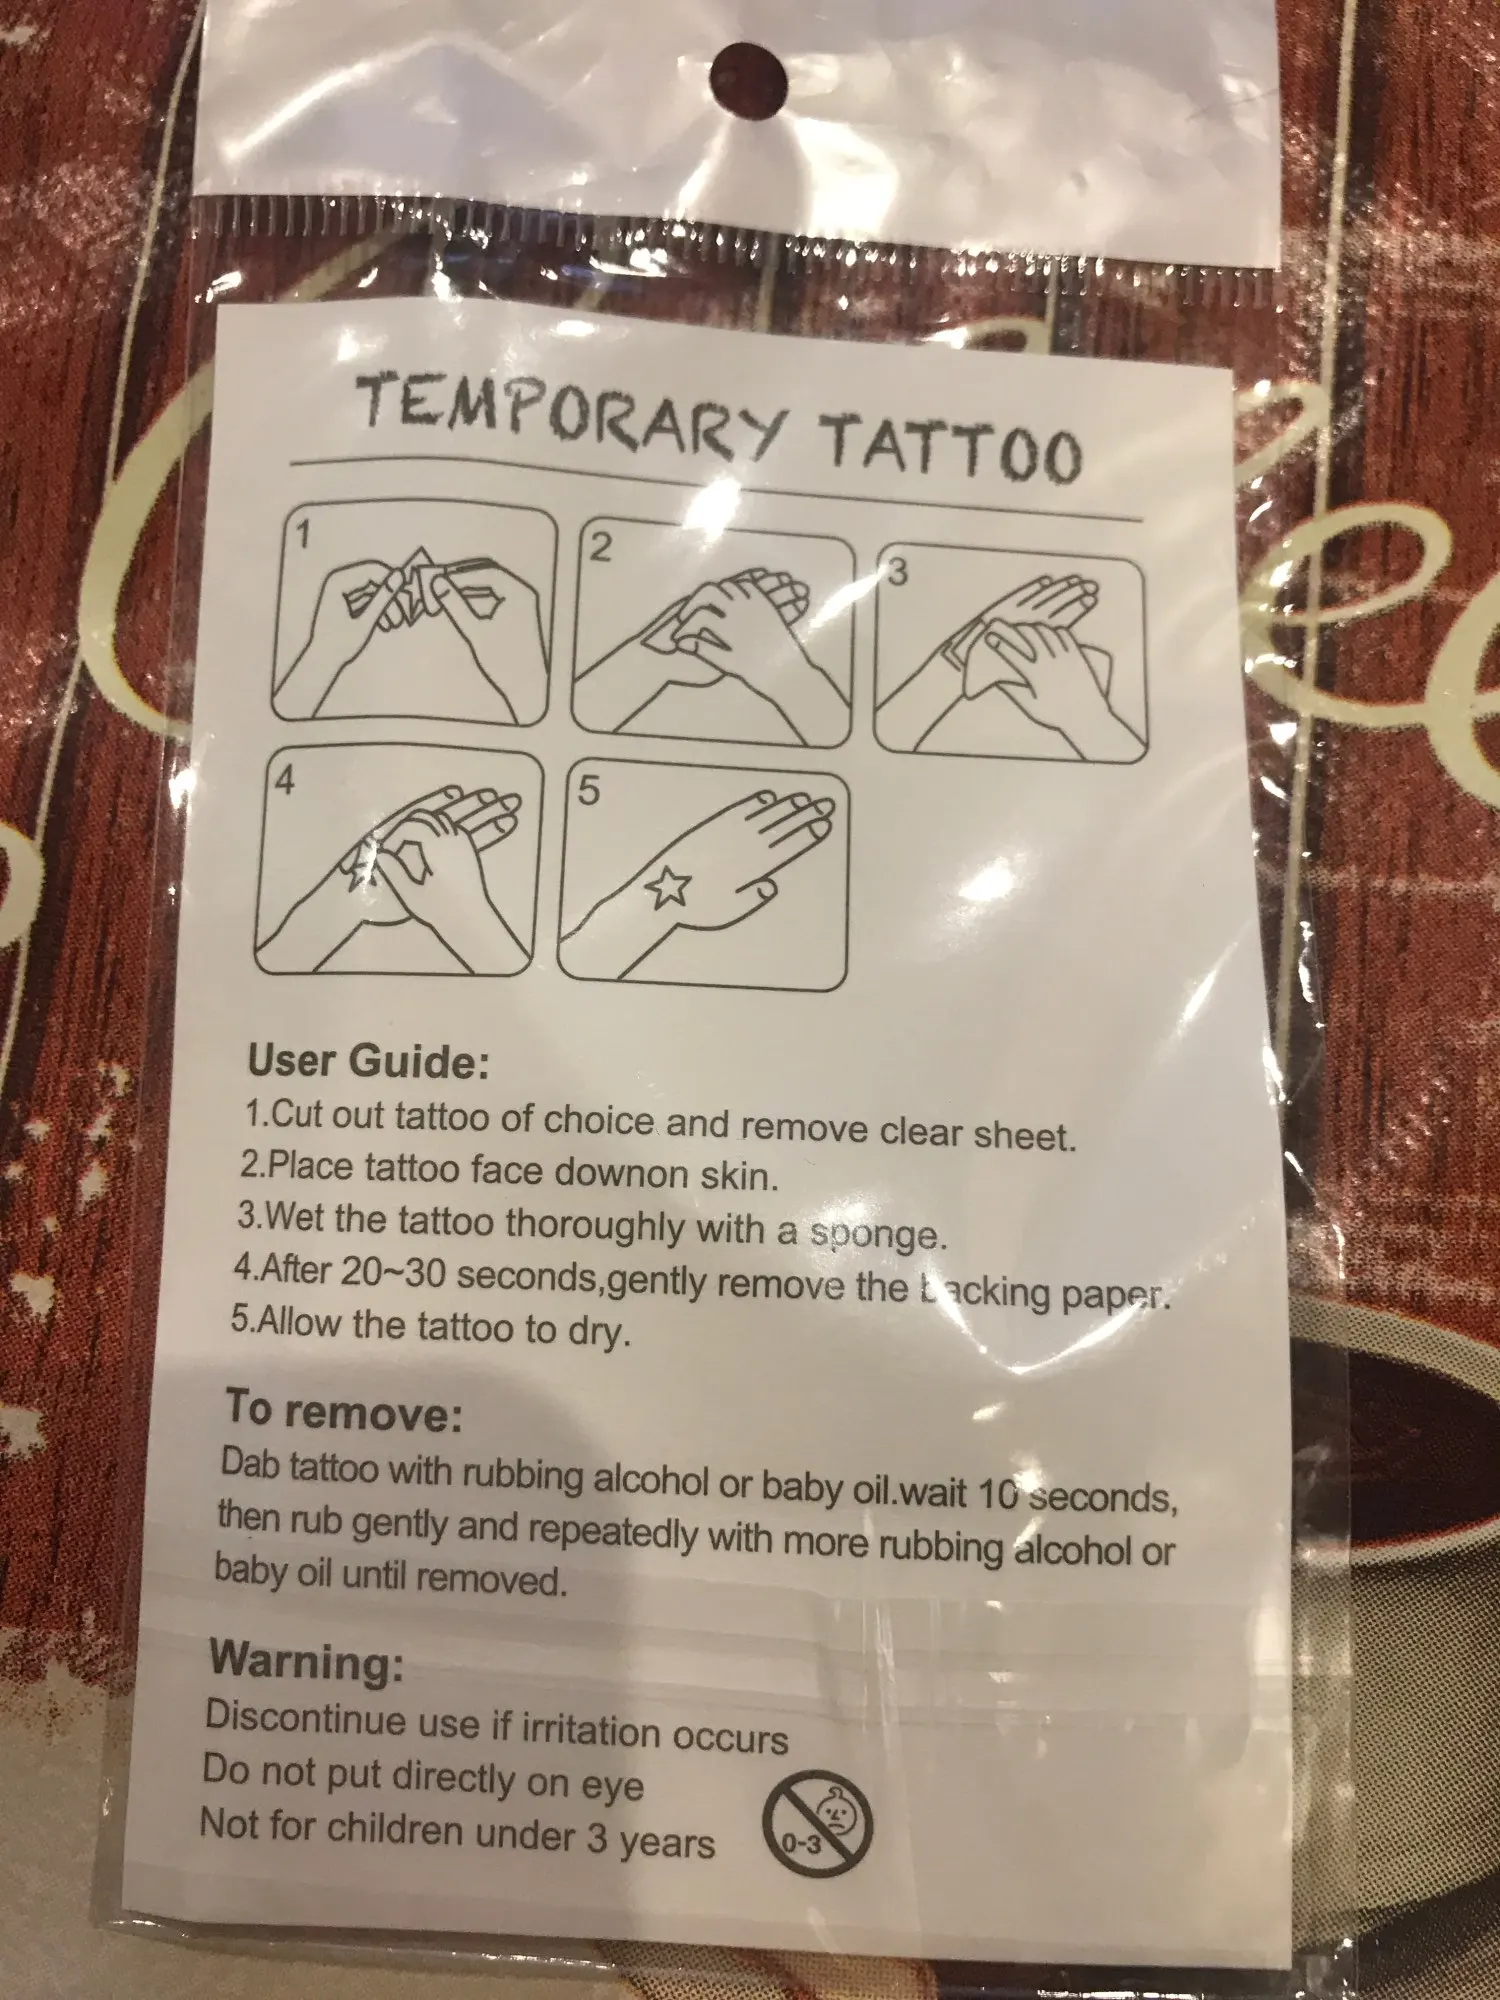 TEMPORARY TATTOO
1
2
3
4
5
User Guide:
1.Cut out tattoo of choice and remove clear sheet.
2.Place tattoo face downon skin.
3.Wet the tattoo thoroughly with a sponge.
4.After 20~30 seconds,gently remove the backing paper.
5.Allow the tattoo to dry.
To remove:
Dab tattoo with rubbing alcohol or baby oil.wait 10 seconds,
then rub gently and repeatedly with more rubbing alcohol or
baby oil until removed.
Warning:
Discontinue use if irritation occurs
Do not put directly on eye
Not for children under 3 years
0-3